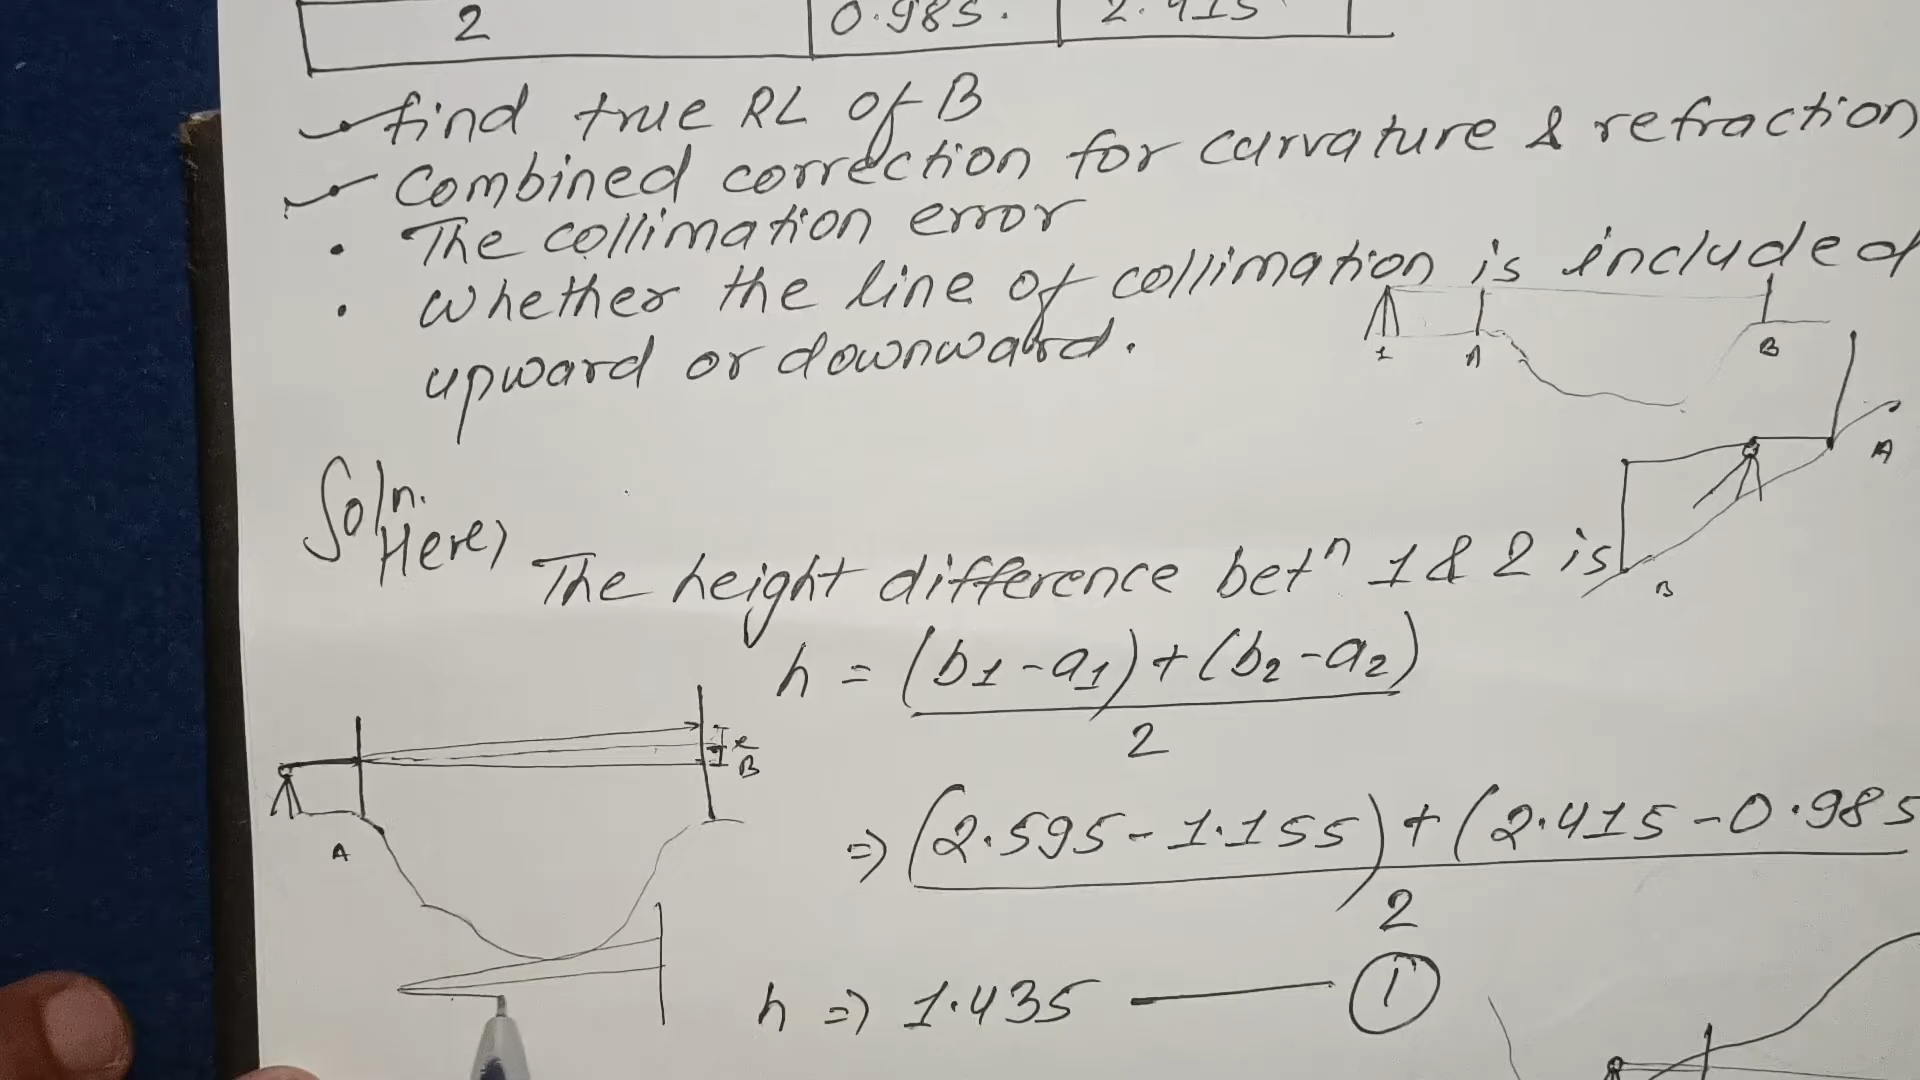 2 0.985. 2.415
find true RL of B
Combined correction for curvature & refraction
The collimation error
Whether the line of collimation is included
upward or downward.
1 A B
Soln.
Here,
A
The height difference betⁿ 1 & 2 is
B
h = (b1-a1)+(b2-a2)
2
e
B
A
=> (2.595-1.155)+(2.415-0.985
2
h => 1.435 ——— 1